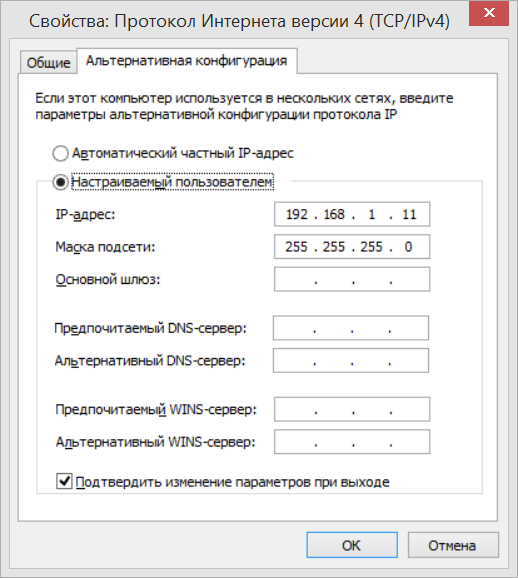 Свойства: Протокол Интернета версии 4 (TCP/IPv4)
Общие
Альтернативная конфигурация
Если этот компьютер используется в нескольких сетях, введите
параметры альтернативной конфигурации протокола IP
Автоматический частный IP-адрес
Настраиваемый пользователем
IP-адрес: 192 . 168 . 1 . 11
Маска подсети: 255 . 255 . 255 . 0
Основной шлюз: . . .
Предпочитаемый DNS-сервер: . . .
Альтернативный DNS-сервер: . . .
Предпочитаемый WINS-сервер: . . .
Альтернативный WINS-сервер: . . .
Подтвердить изменение параметров при выходе
OK Отмена